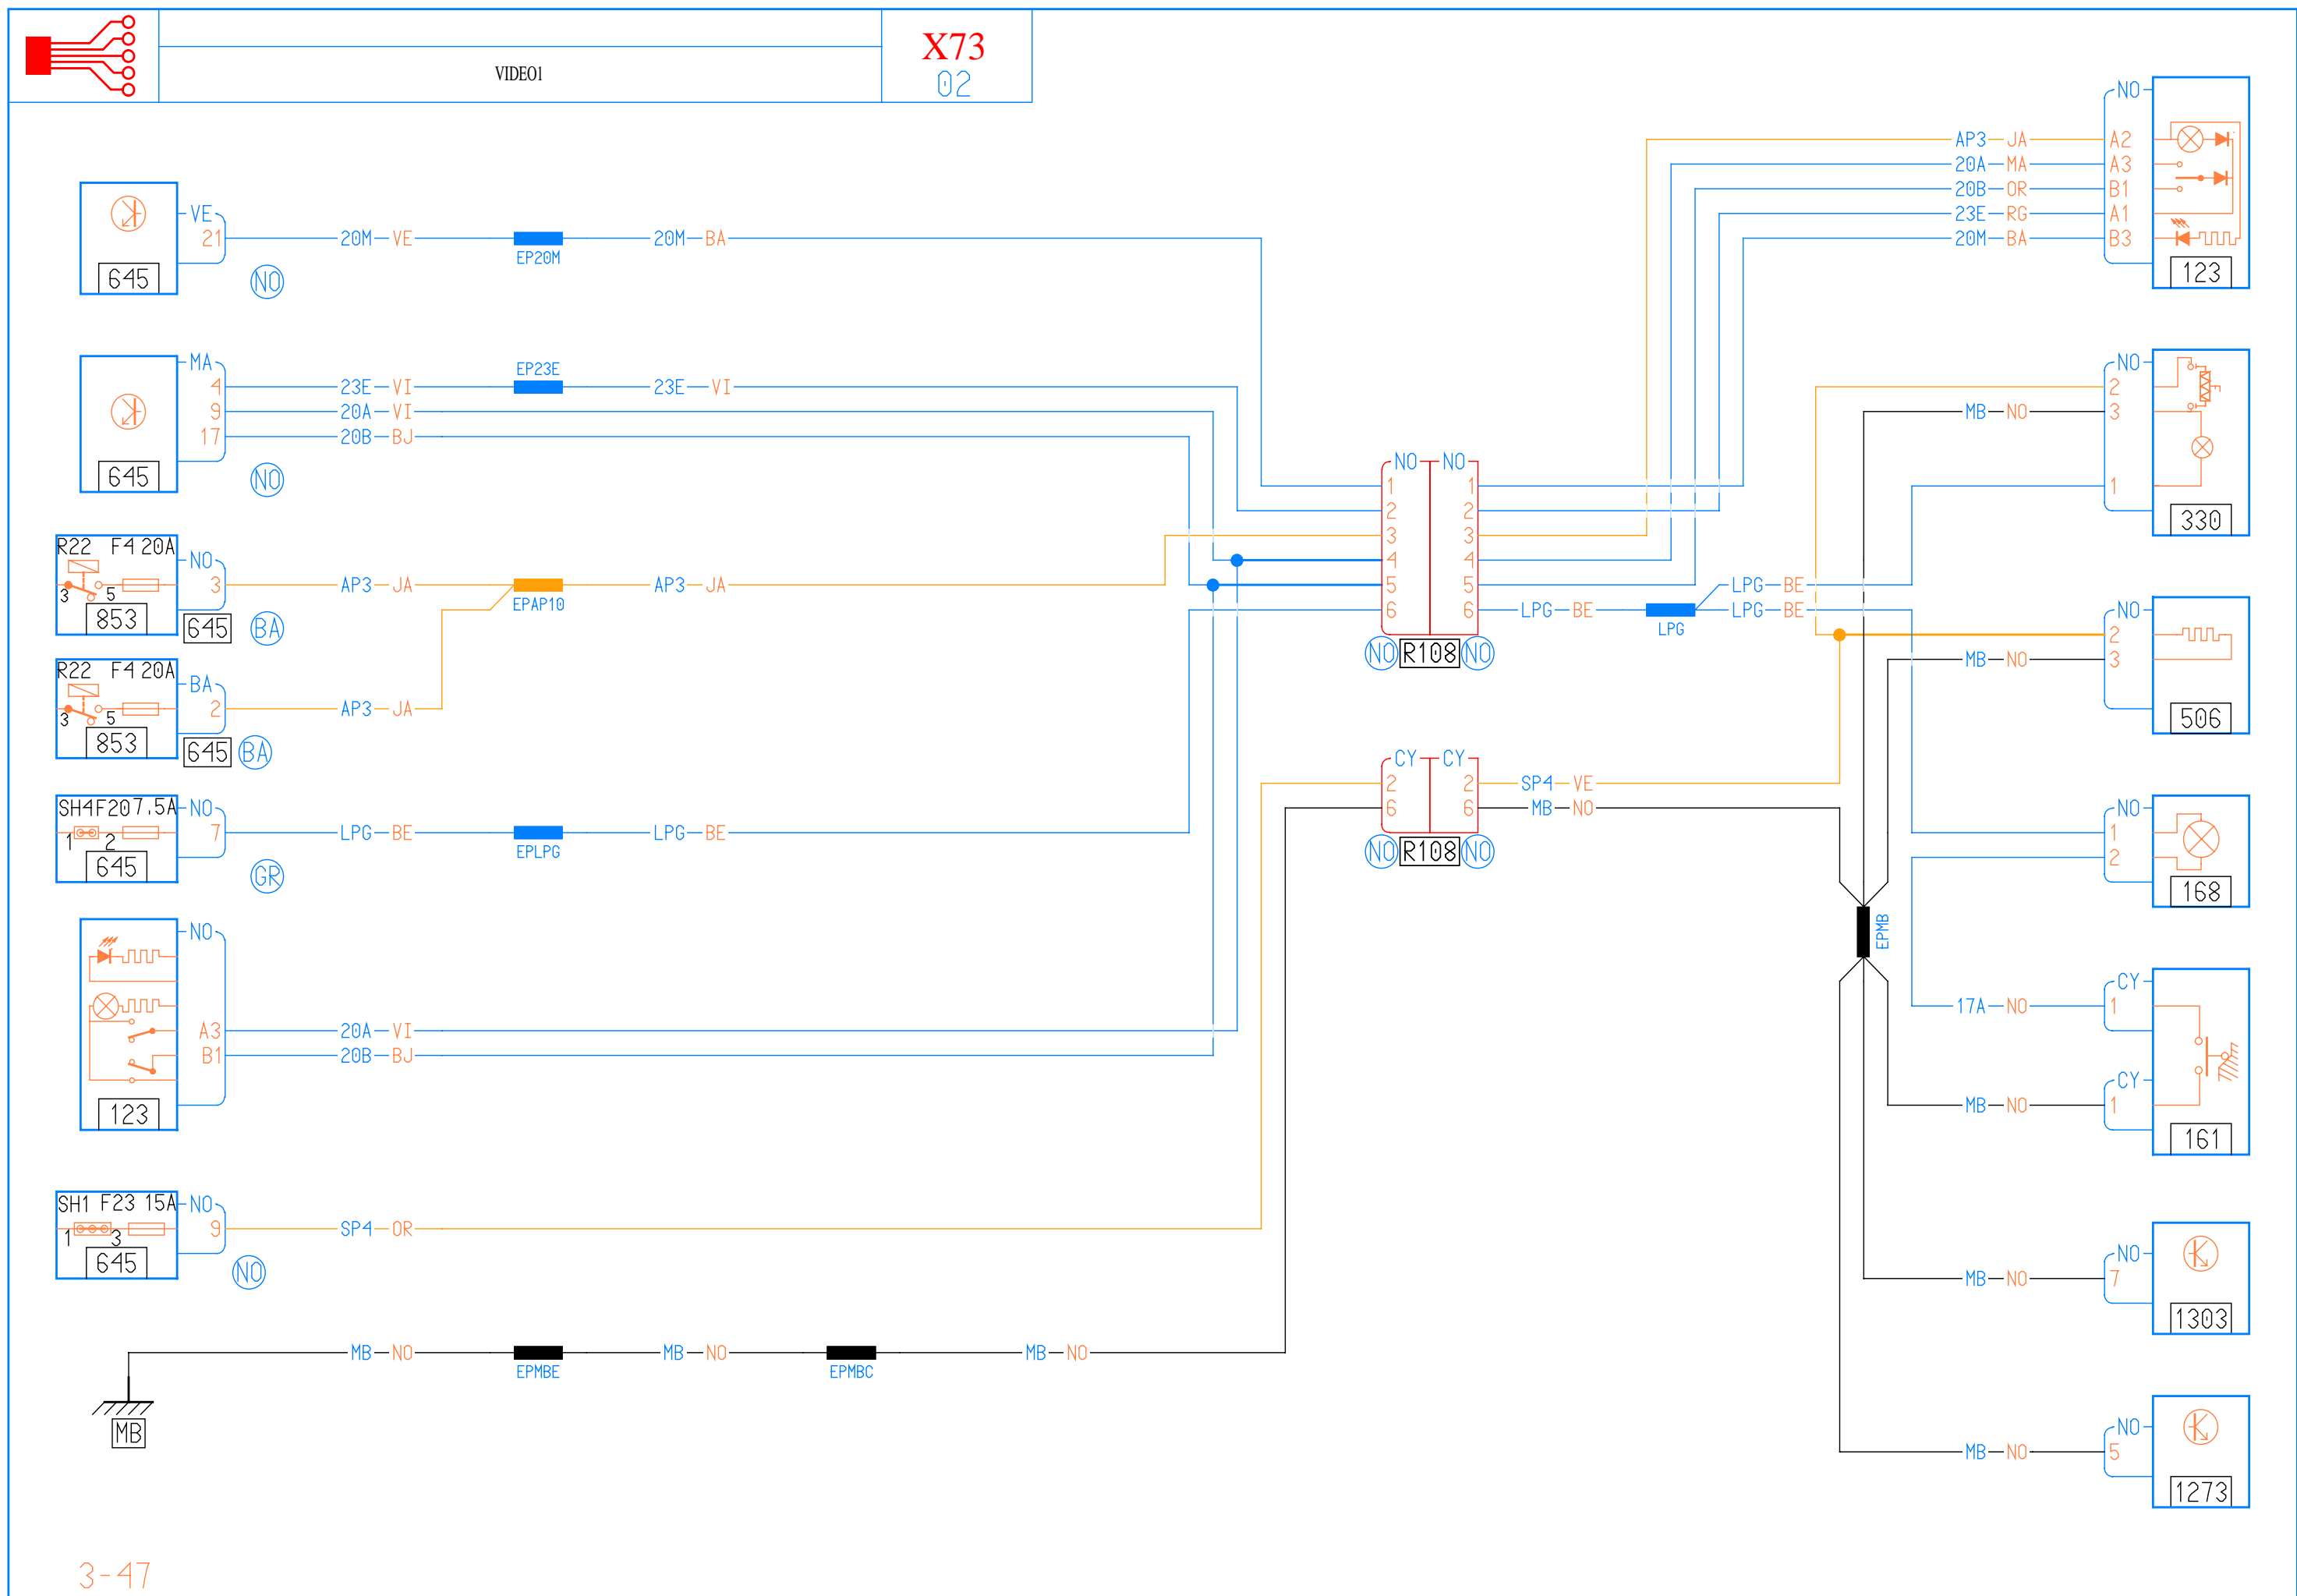 VIDEO1
X73
02
VE
21
20M VE
EP20M
20M BA
645
NO
MA
4
23E VI
EP23E
23E VI
9
20A VI
17
20B BJ
645
NO
R22 F4 20A
NO
3 5
3
AP3 JA
EPAP10
AP3 JA
853
645
BA
R22 F4 20A
BA
3 5
2
AP3 JA
853
645
BA
SH4F207,5A
NO
1 2
7
LPG BE
EPLPG
LPG BE
645
GR
NO
A3
20A VI
B1
20B BJ
123
SH1 F23 15A
NO
1 3
9
SP4 OR
645
NO
MB NO
EPMBE
MB NO
EPMBC
MB NO
MB
NO NO
1 1
2 2
3 3
4 4
5 5
6 6
NO R108 NO
CY CY
2 2
6 6
NO R108 NO
LPG BE
LPG
LPG BE
LPG BE
SP4 VE
MB NO
EPMB
NO
AP3 JA A2
20A MA A3
20B OR B1
23E RG A1
20M BA B3
123
NO
2
MB NO 3
1
330
NO
2
MB NO 3
506
NO
1
2
168
CY
17A NO 1
CY
MB NO 1
161
NO
MB NO 7
1303
NO
MB NO 5
1273
3-47